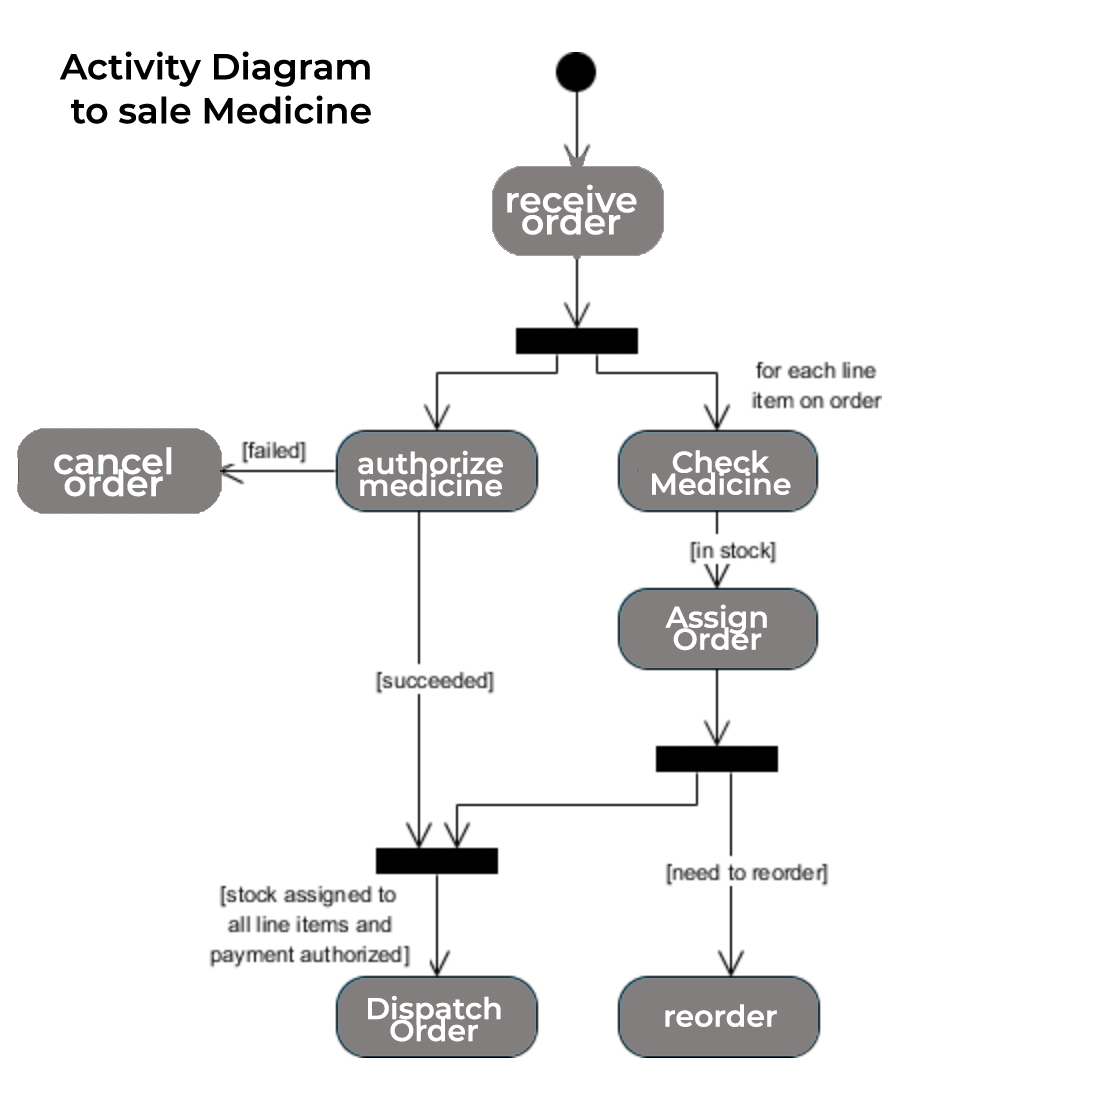 Activity Diagram
to sale Medicine
receive
order
for each line
item on order
cancel
order
[failed]
authorize
medicine
Check
Medicine
[in stock]
Assign
Order
[succeeded]
[need to reorder]
[stock assigned to
all line items and
payment authorized]
Dispatch
Order
reorder